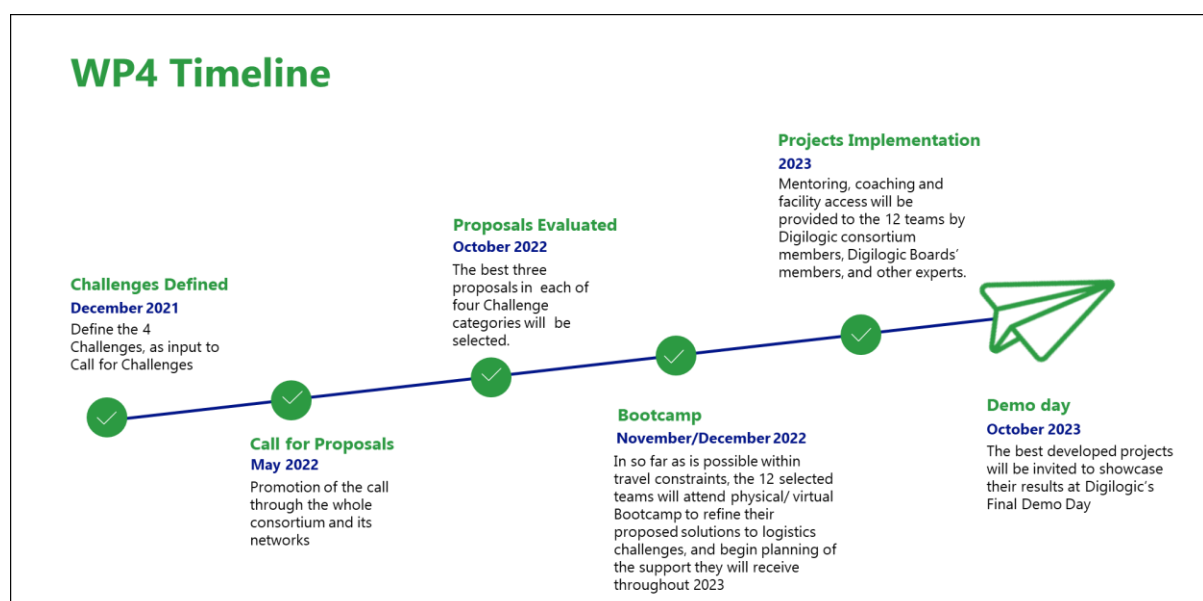 WP4 Timeline
Challenges Defined
December 2021
Define the 4
Challenges, as input to
Call for Challenges
Call for Proposals
May 2022
Promotion of the call
through the whole
consortium and its
networks
Proposals Evaluated
October 2022
The best three
proposals in each of
four Challenge
categories will be
selected.
Bootcamp
November/December 2022
In so far as is possible within
travel constraints, the 12 selected
teams will attend physical/ virtual
Bootcamp to refine their
proposed solutions to logistics
challenges, and begin planning of
the support they will receive
throughout 2023
Projects Implementation
2023
Mentoring, coaching and
facility access will be
provided to the 12 teams by
Digilogic consortium
members, Digilogic Boards’
members, and other experts.
Demo day
October 2023
The best developed projects
will be invited to showcase
their results at Digilogic’s
Final Demo Day